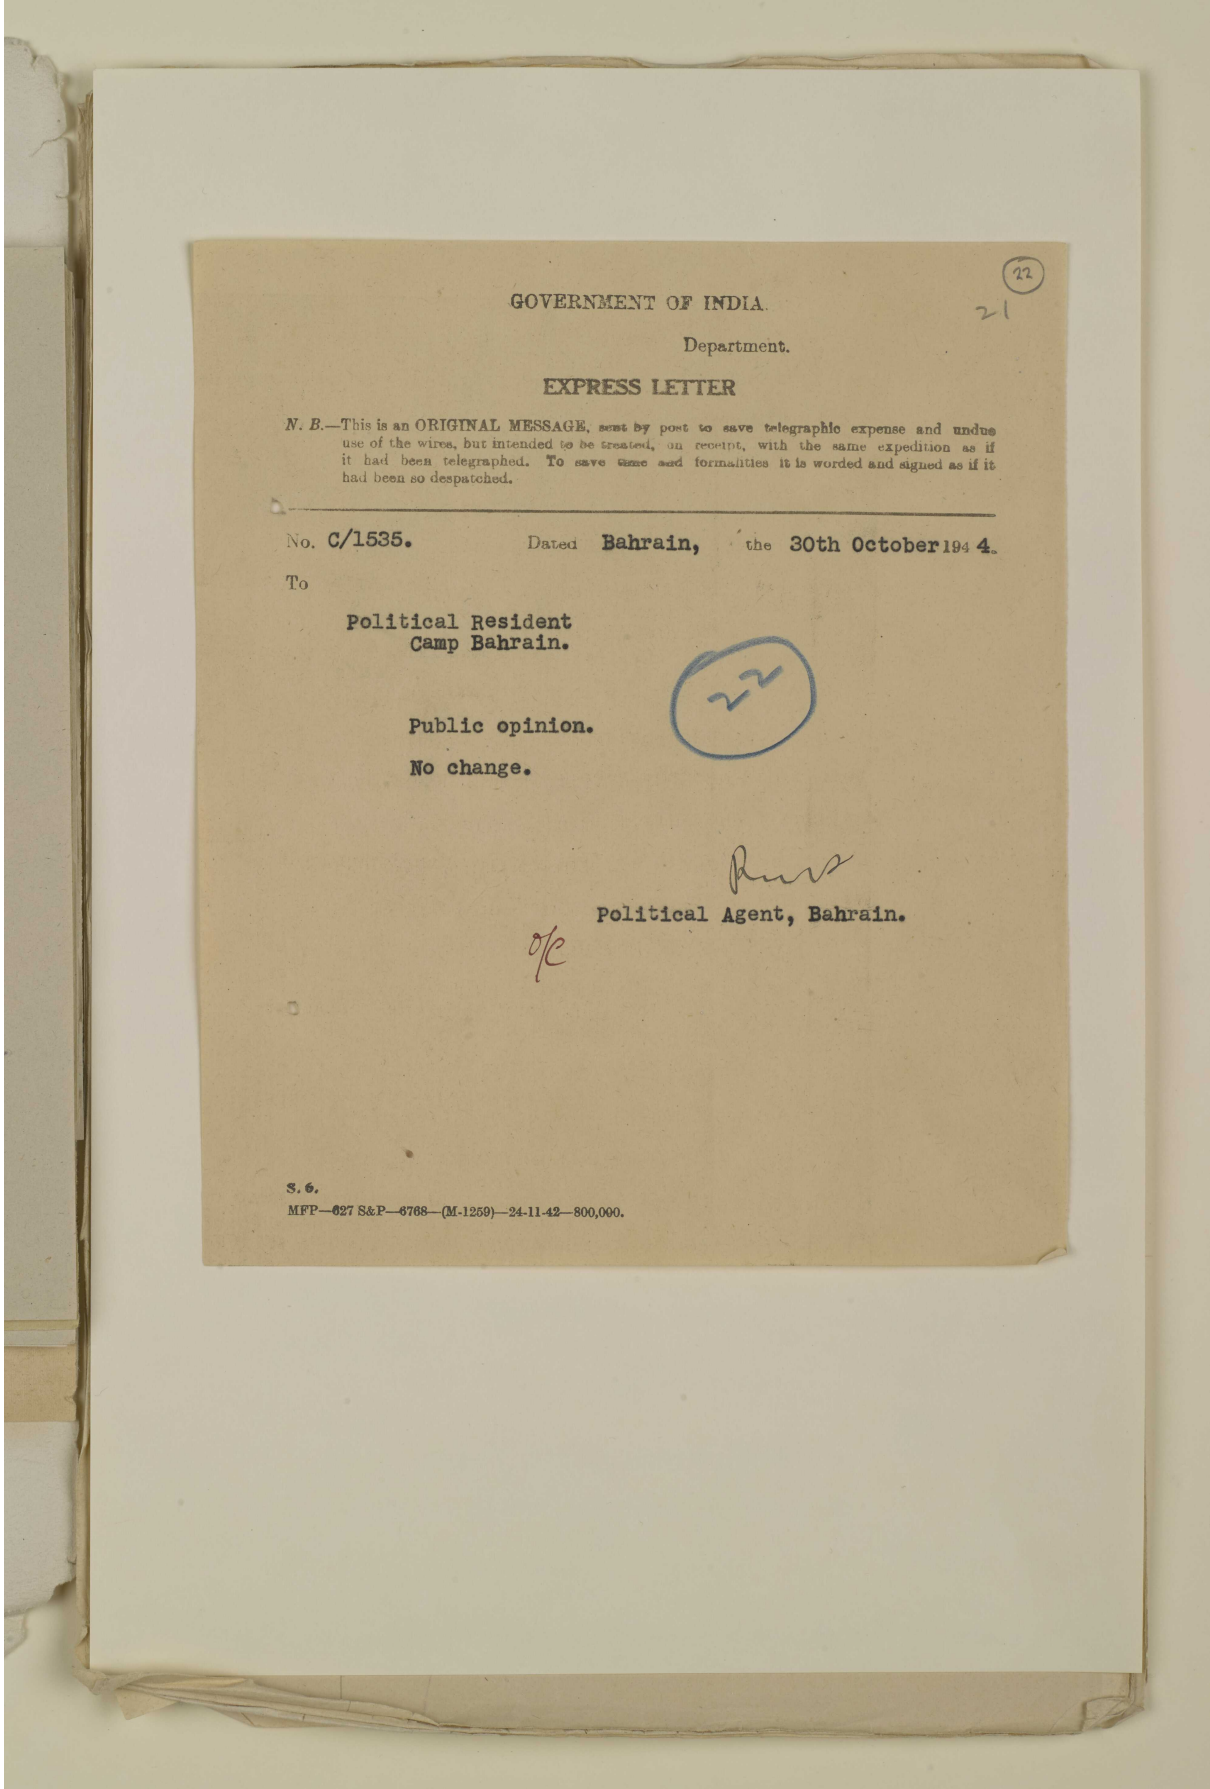 22
21
GOVERNMENT OF INDIA.
Department.
EXPRESS LETTER
N. B.—This is an ORIGINAL MESSAGE, sent by post to save telegraphic expense and undue
use of the wires, but intended to be treated, on receipt, with the same expedition as if
it had been telegraphed. To save time and formalities it is worded and signed as if it
had been so despatched.
No. C/1535. Dated Bahrain, the 30th October 1944.
To
Political Resident
Camp Bahrain.
22
Public opinion.
No change.
Political Agent, Bahrain.
o/c
S. 6.
MFP—627 S&P—6768—(M-1259)—24-11-42—800,000.